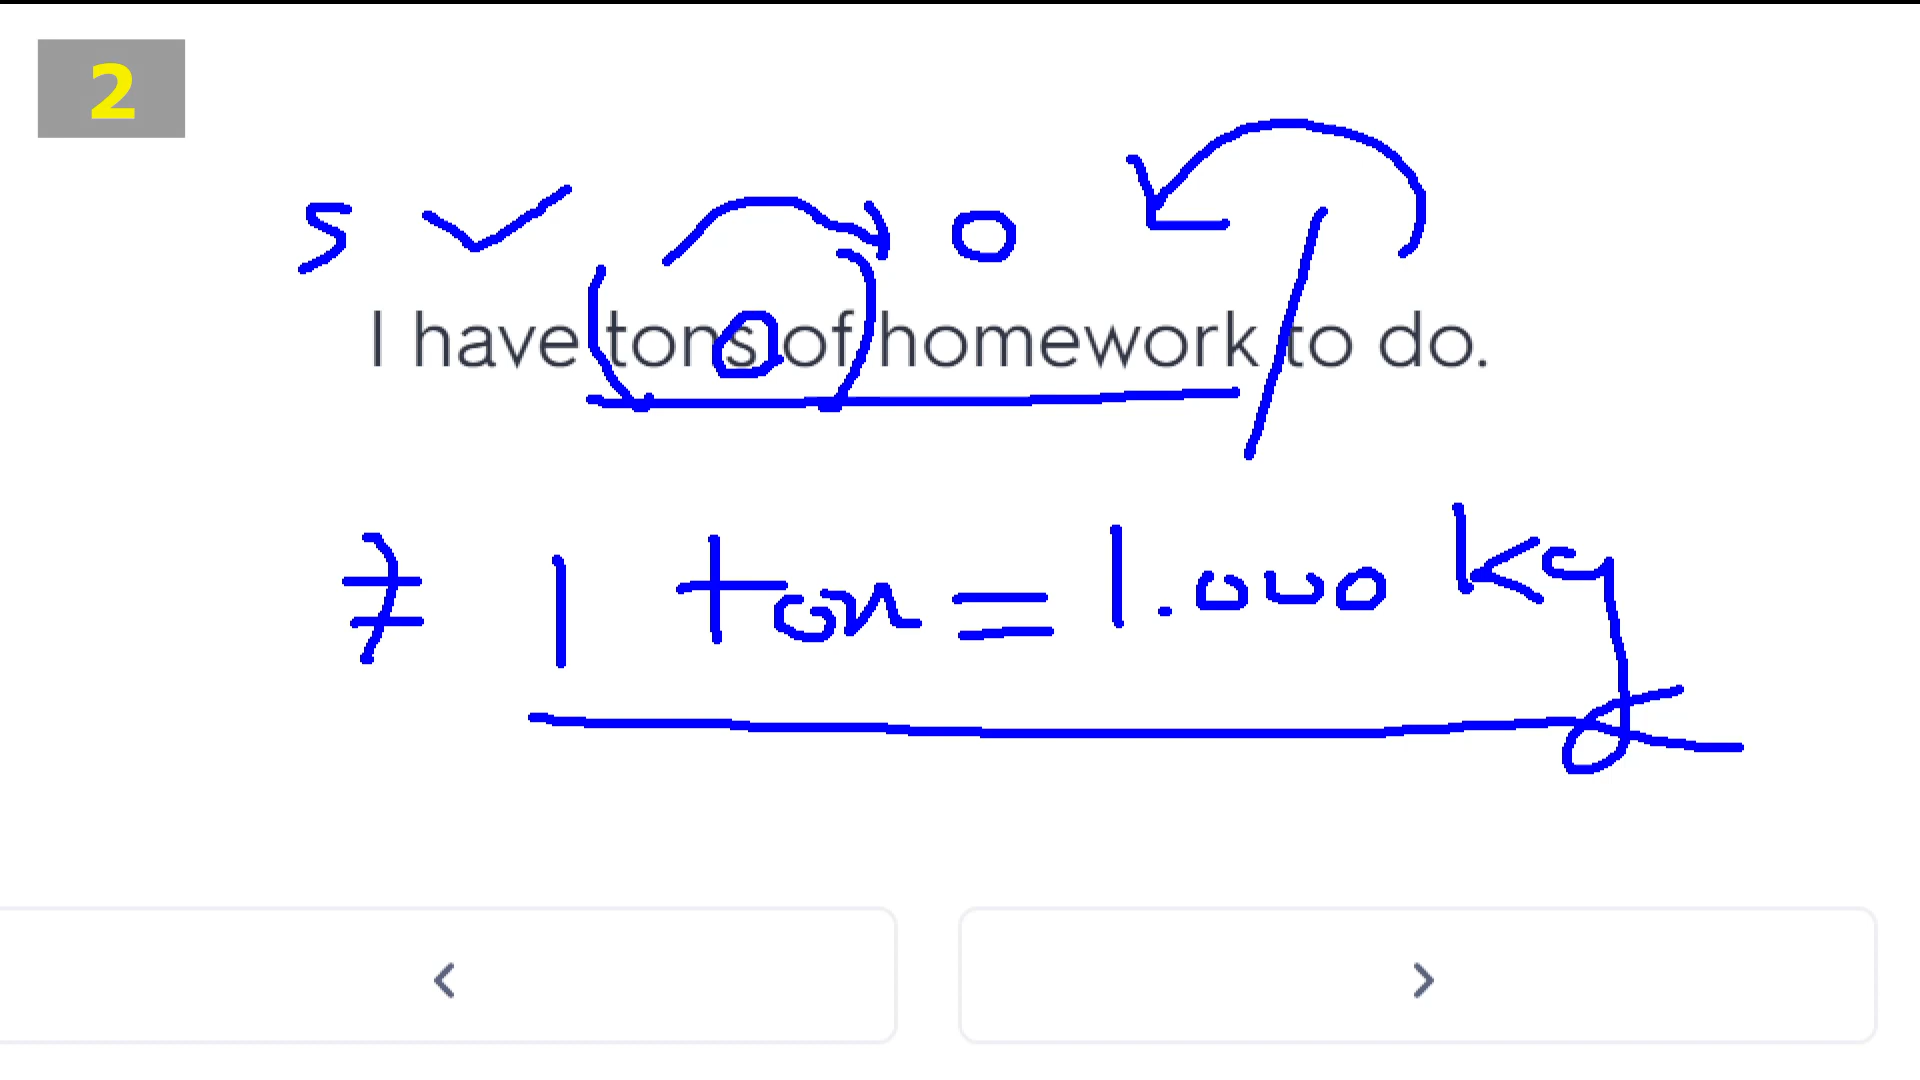 2
S ✓ O
I have tons of homework to do.
≠ 1 ton = 1.000 kg